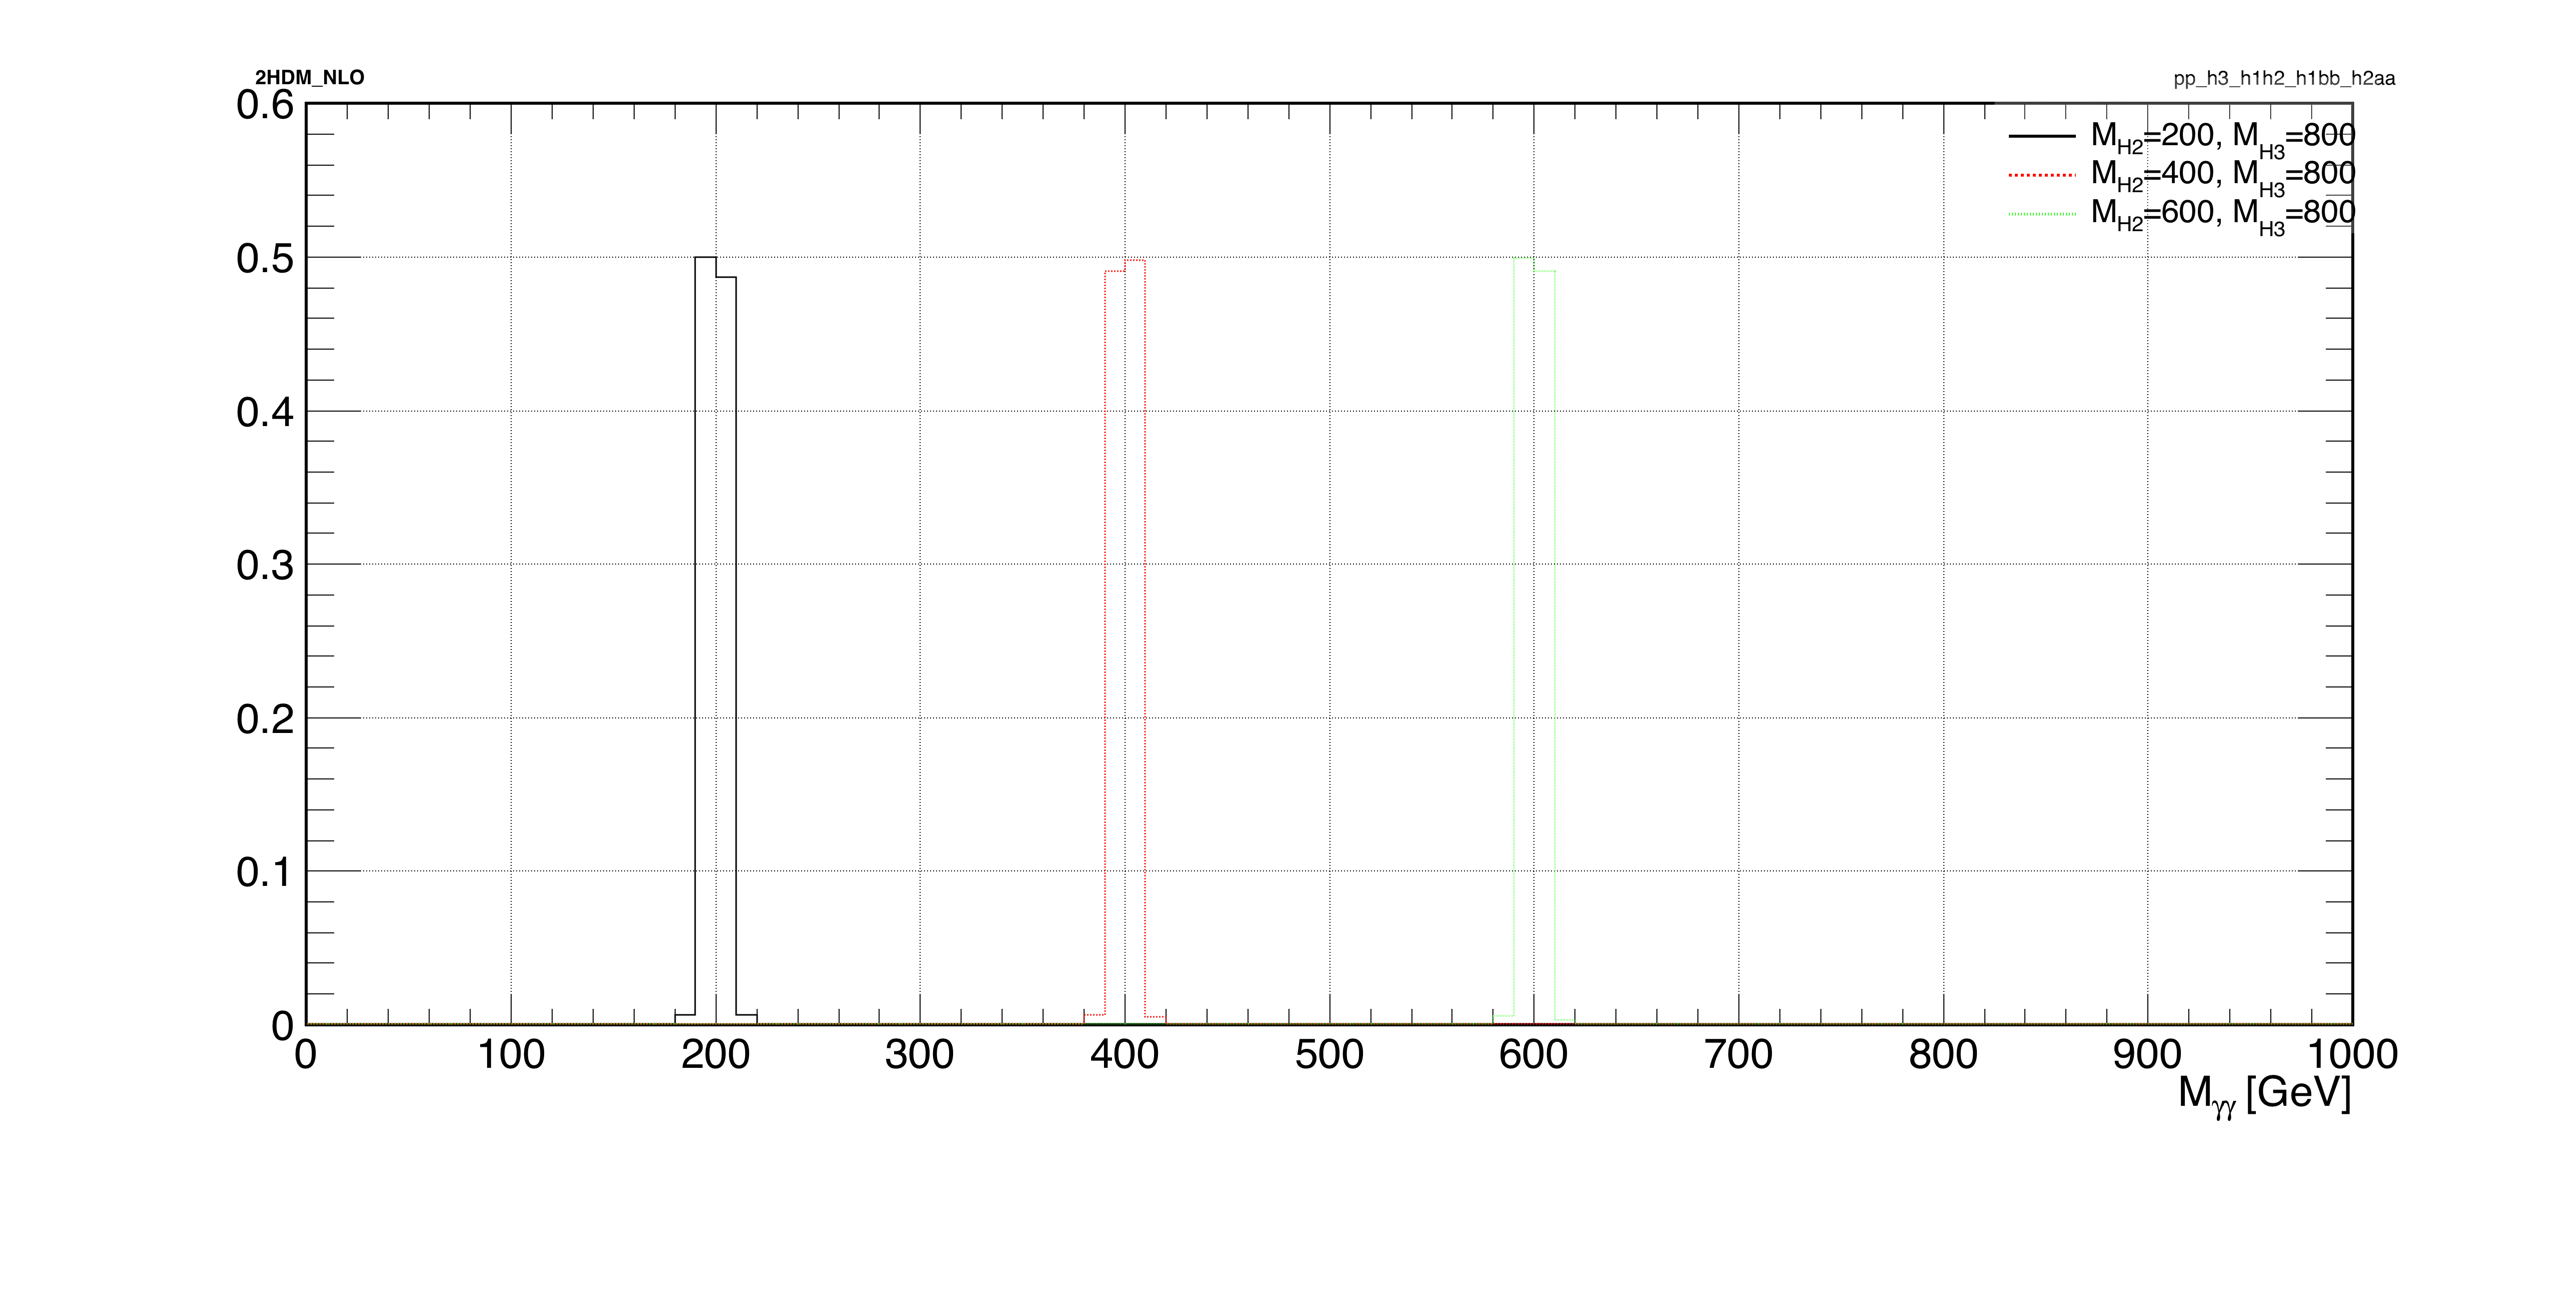 2HDM_NLO
pp_h3_h1h2_h1bb_h2aa
M_H2=200, M_H3=800
M_H2=400, M_H3=800
M_H2=600, M_H3=800
0.6
0.5
0.4
0.3
0.2
0.1
0
0 100 200 300 400 500 600 700 800 900 1000
M_γγ [GeV]